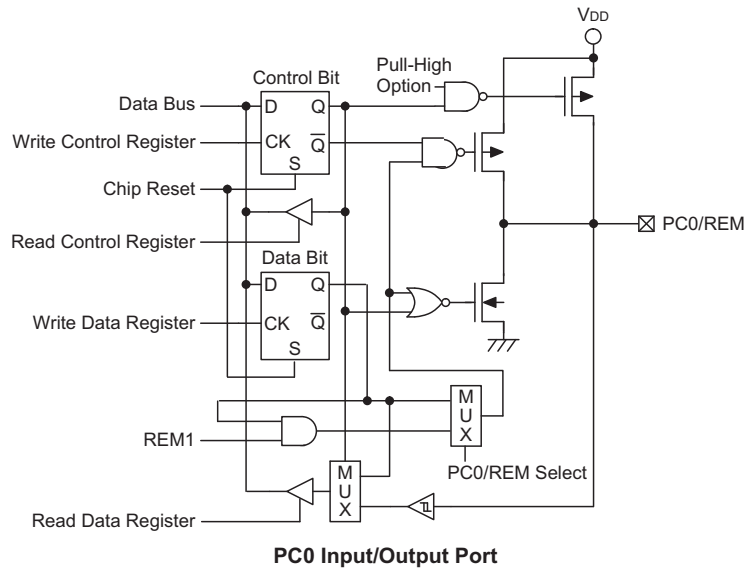 VDD
Control Bit
Pull-High
Option
Data Bus
D
Q
Write Control Register
CK
Q
S
Chip Reset
PC0/REM
Read Control Register
Data Bit
D
Q
Write Data Register
CK
Q
S
M
U
X
REM1
PC0/REM Select
M
U
X
Read Data Register
PC0 Input/Output Port